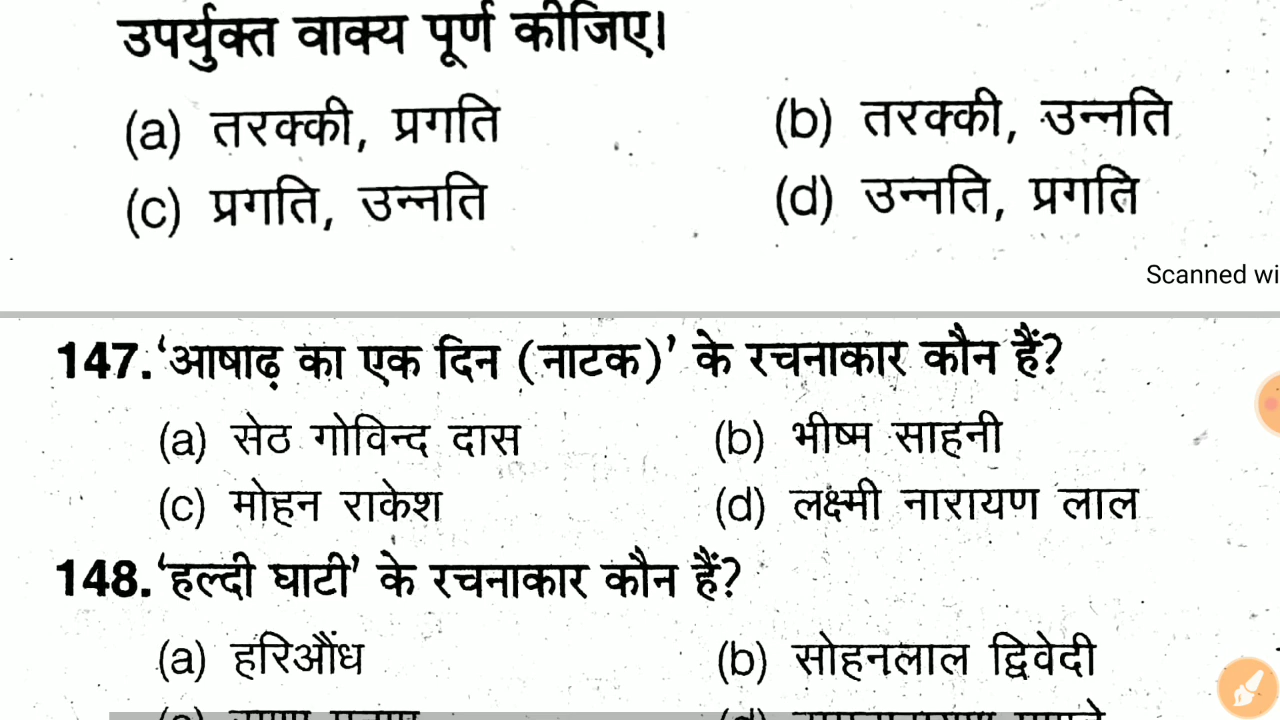 उपर्युक्त वाक्य पूर्ण कीजिए।
(a) तरक्की, प्रगति (b) तरक्की, उन्नति
(c) प्रगति, उन्नति (d) उन्नति, प्रगति
Scanned wi
147. 'आषाढ़ का एक दिन (नाटक)' के रचनाकार कौन हैं?
(a) सेठ गोविन्द दास (b) भीष्म साहनी
(c) मोहन राकेश (d) लक्ष्मी नारायण लाल
148. 'हल्दी घाटी' के रचनाकार कौन हैं?
(a) हरिऔंध (b) सोहनलाल द्विवेदी